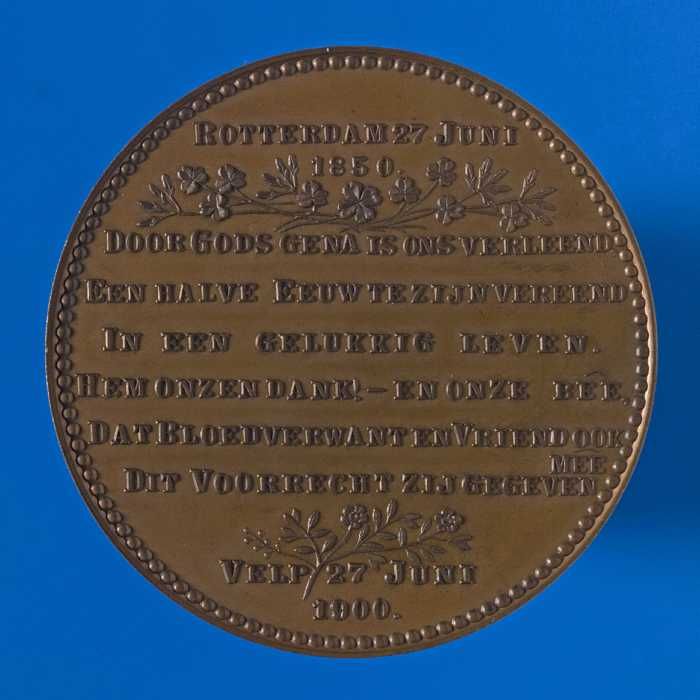 ROTTERDAM 27 JUNI
1850.
DOOR GODS GENA IS ONS VERLEEND
EEN HALVE EEUW TE ZIJN VEREEND
IN EEN GELUKKIG LEVEN.
HEM ONZEN DANK! – EN ONZE BÊE,
DAT BLOEDVERWANT EN VRIEND OOK
MEE
DIT VOORRECHT ZIJ GEGEVEN
VELP 27 JUNI
1900.